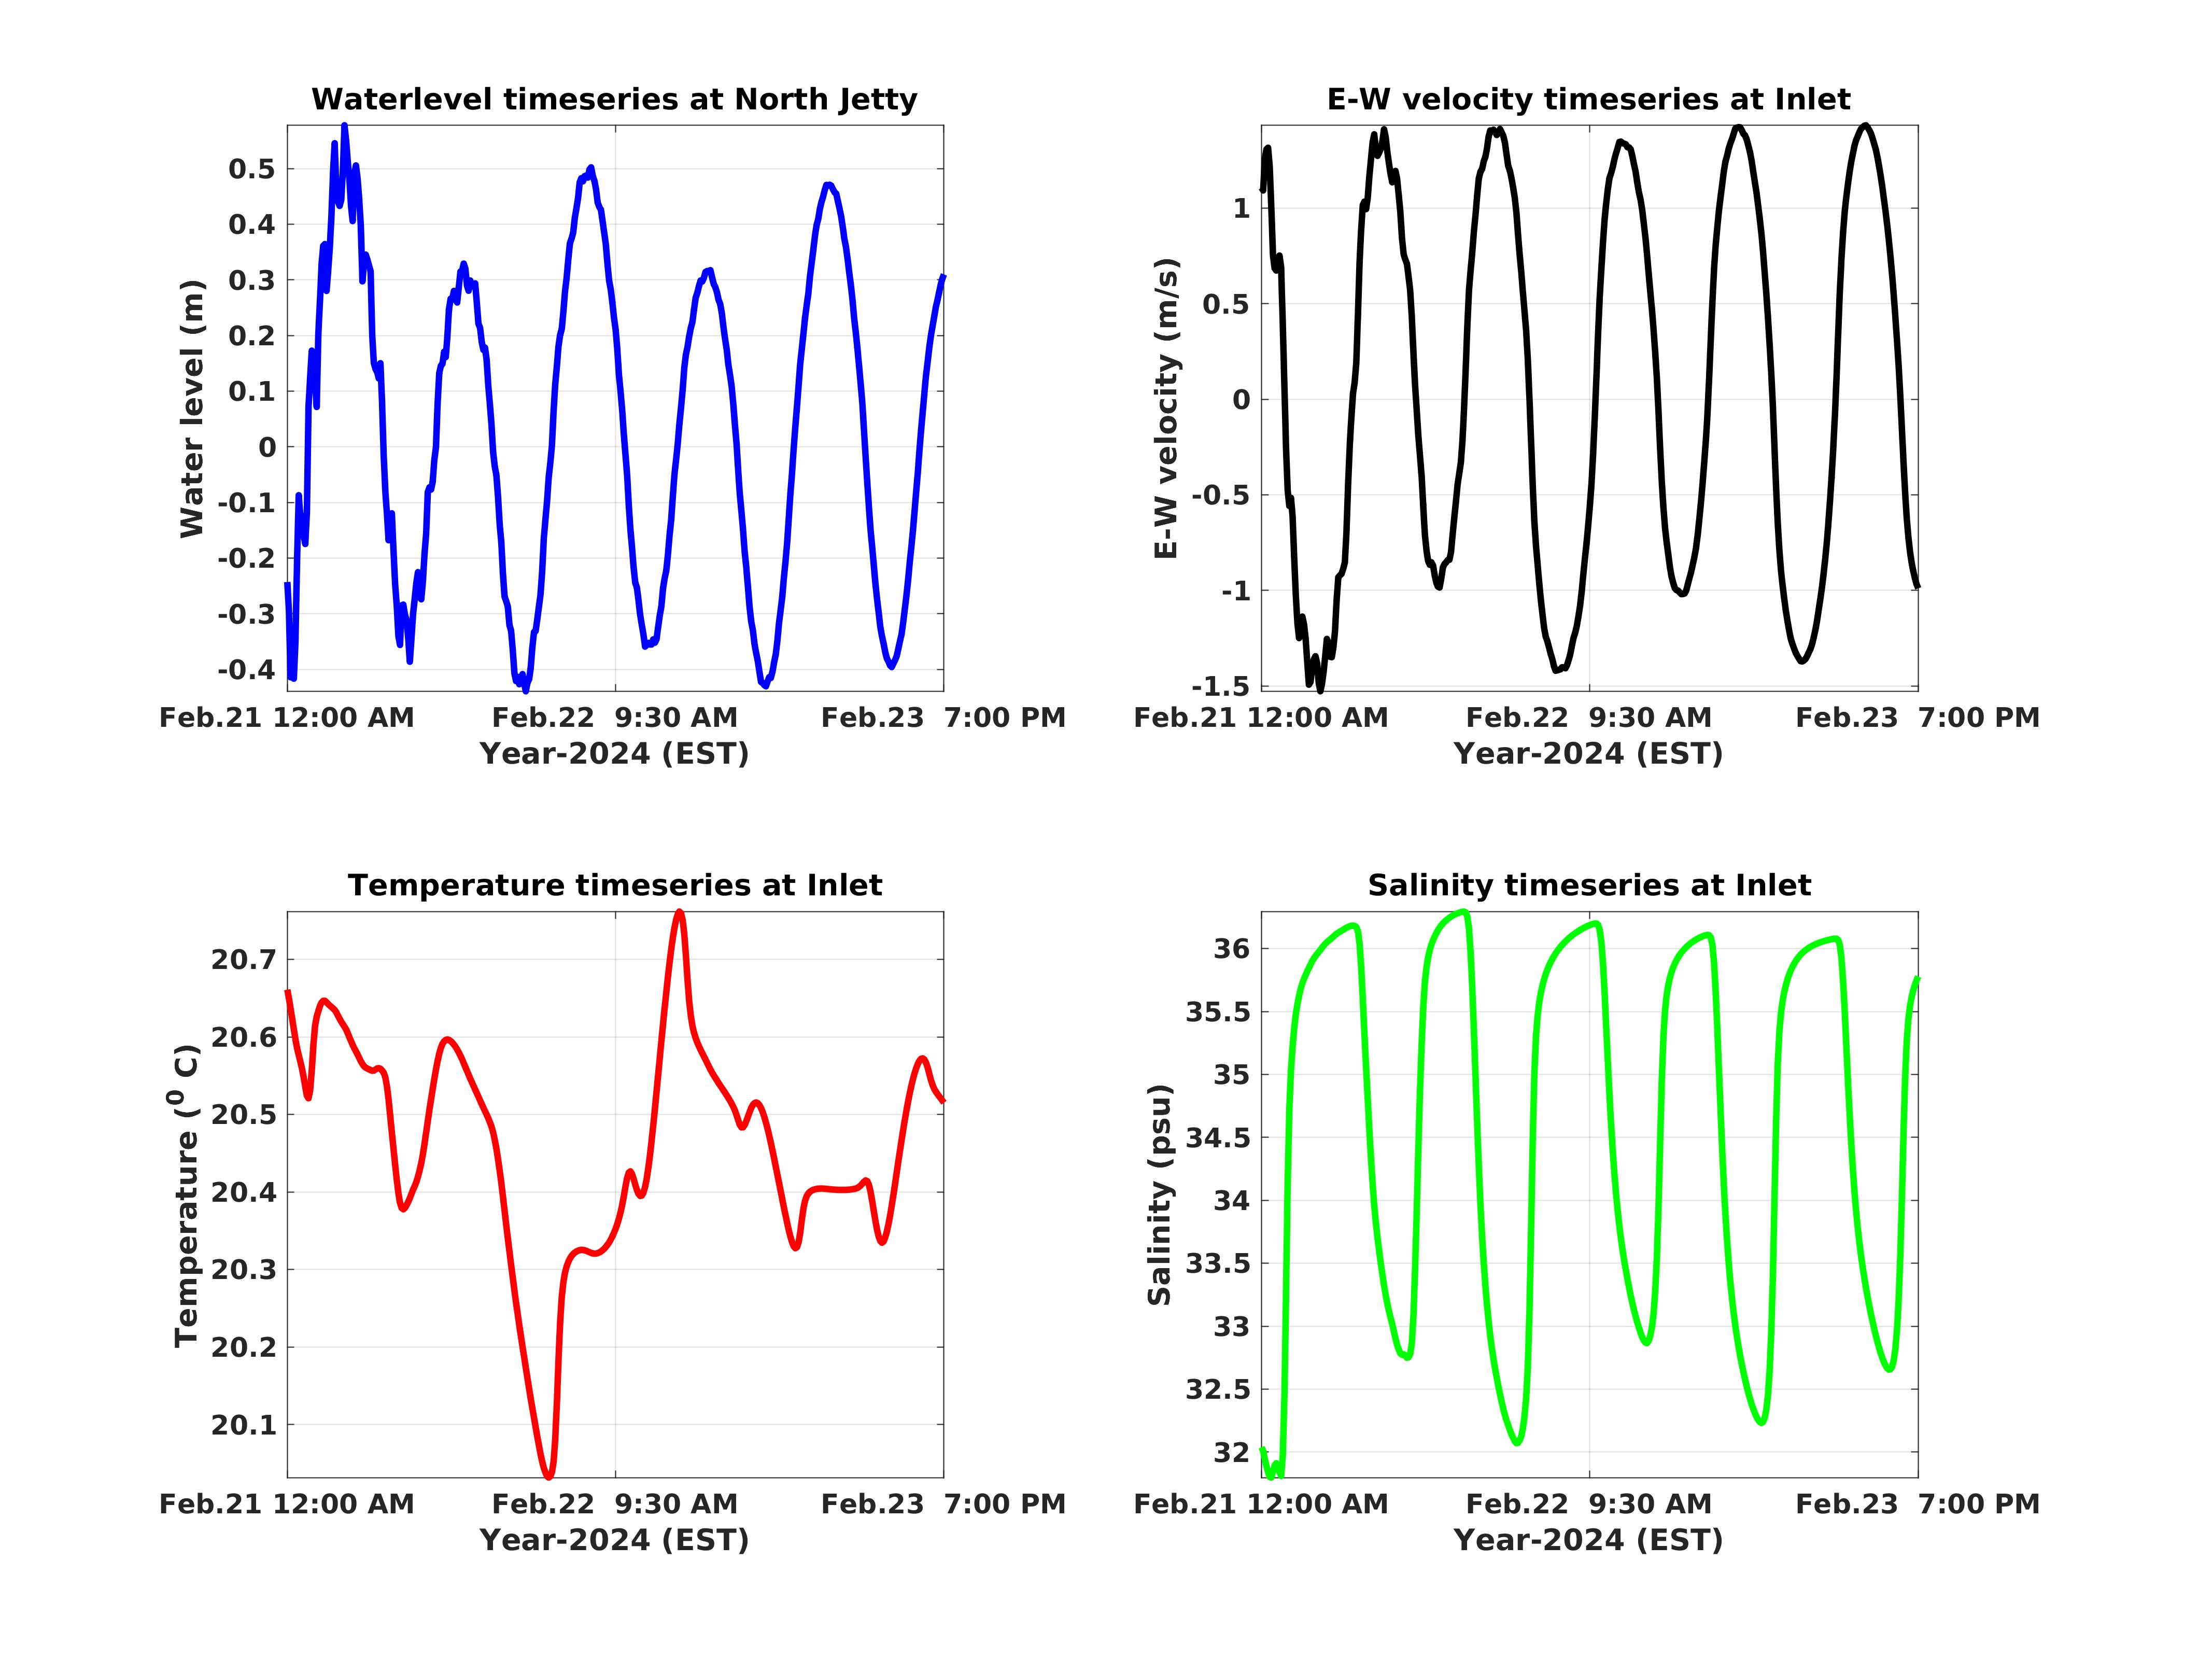 Waterlevel timeseries at North Jetty
Water level (m)
0.5
0.4
0.3
0.2
0.1
0
-0.1
-0.2
-0.3
-0.4
Feb.21 12:00 AM Feb.22 9:30 AM Feb.23 7:00 PM
Year-2024 (EST)
E-W velocity timeseries at Inlet
E-W velocity (m/s)
1
0.5
0
-0.5
-1
-1.5
Feb.21 12:00 AM Feb.22 9:30 AM Feb.23 7:00 PM
Year-2024 (EST)
Temperature timeseries at Inlet
Temperature (⁰ C)
20.7
20.6
20.5
20.4
20.3
20.2
20.1
Feb.21 12:00 AM Feb.22 9:30 AM Feb.23 7:00 PM
Year-2024 (EST)
Salinity timeseries at Inlet
Salinity (psu)
36
35.5
35
34.5
34
33.5
33
32.5
32
Feb.21 12:00 AM Feb.22 9:30 AM Feb.23 7:00 PM
Year-2024 (EST)